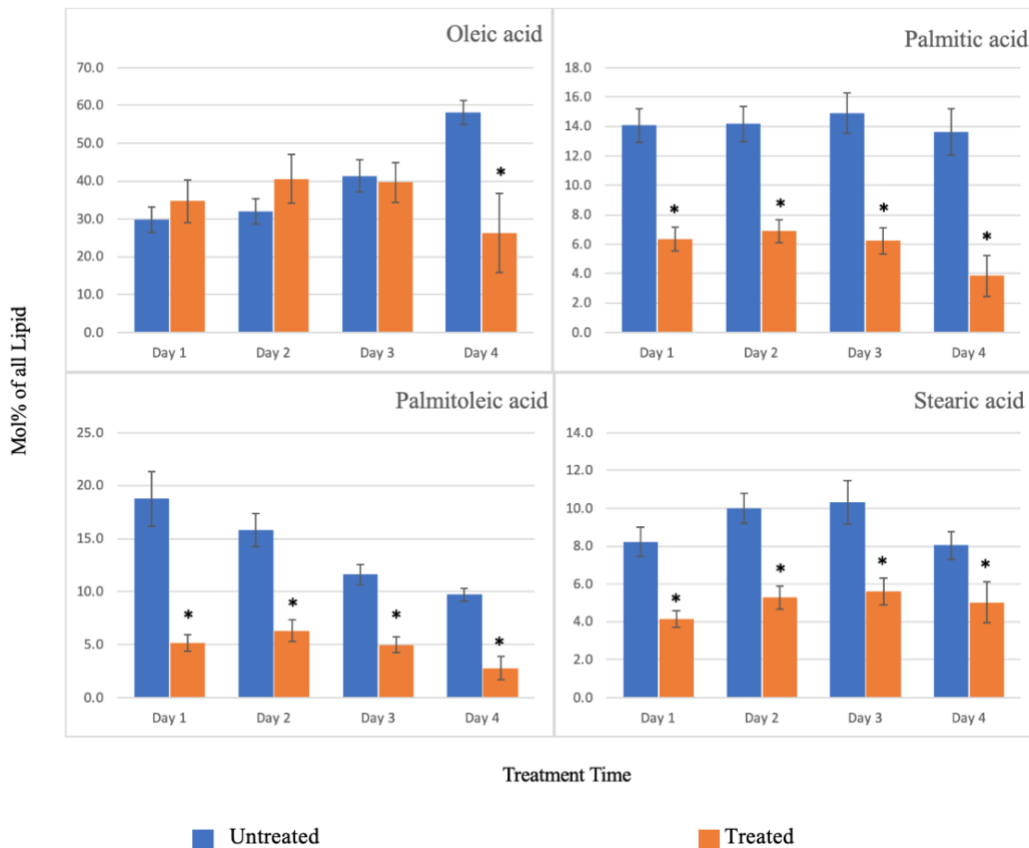 Oleic acid
70.0
60.0
50.0
40.0
30.0
20.0
10.0
0.0
*
Day 1 Day 2 Day 3 Day 4
Palmitic acid
18.0
16.0
14.0
12.0
10.0
8.0
6.0
4.0
2.0
0.0
* * * *
Day 1 Day 2 Day 3 Day 4
Mol% of all Lipid
Palmitoleic acid
25.0
20.0
15.0
10.0
5.0
0.0
* * * *
Day 1 Day 2 Day 3 Day 4
Stearic acid
14.0
12.0
10.0
8.0
6.0
4.0
2.0
0.0
* * * *
Day 1 Day 2 Day 3 Day 4
Treatment Time
Untreated Treated